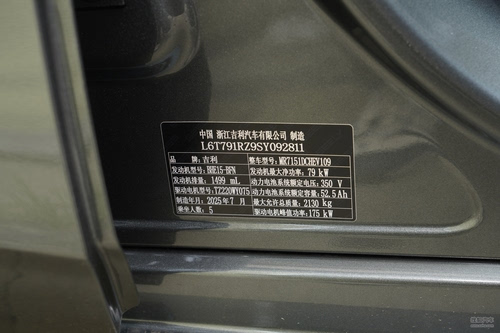 中国 浙江吉利汽车有限公司 制造
L6T791RZ9SY092811
品牌 吉利 整车型号 MR7151DCHEV109
发动机型号 BHE15-BFN 发动机最大净功率 79 kW
发动机排量 1499 mL 动力电池系统额定电压 350 V
驱动电机型号 TZ220WY075 动力电池系统额定容量 52.5 Ah
制造年月 2025年7月 最大允许总质量 2130 kg
乘坐人数 5 驱动电机峰值功率 175 kW